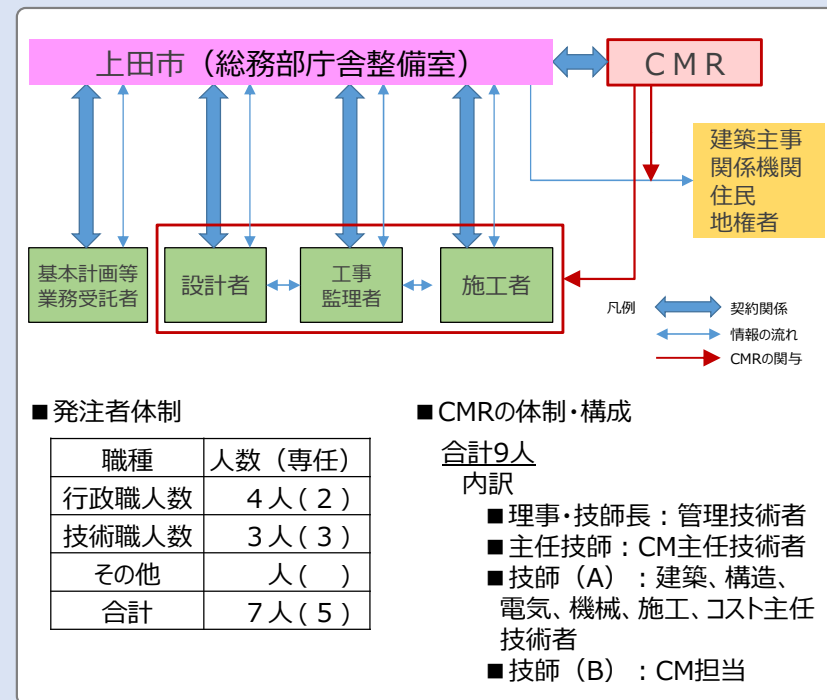 上田市（総務部庁舎整備室）
ＣＭＲ
建築主事
関係機関
住民
地権者
基本計画等
業務受託者
設計者
工事
監理者
施工者
凡例
契約関係
情報の流れ
CMRの関与
■発注者体制
職種 人数（専任）
行政職人数 ４人(２)
技術職人数 ３人(３)
その他 人( )
合計 ７人(５)
■CMRの体制・構成
合計9人
内訳
■理事・技師長：管理技術者
■主任技師：CM主任技術者
■技師（A）：建築、構造、
電気、機械、施工、コスト主任
技術者
■技師（B）：CM担当